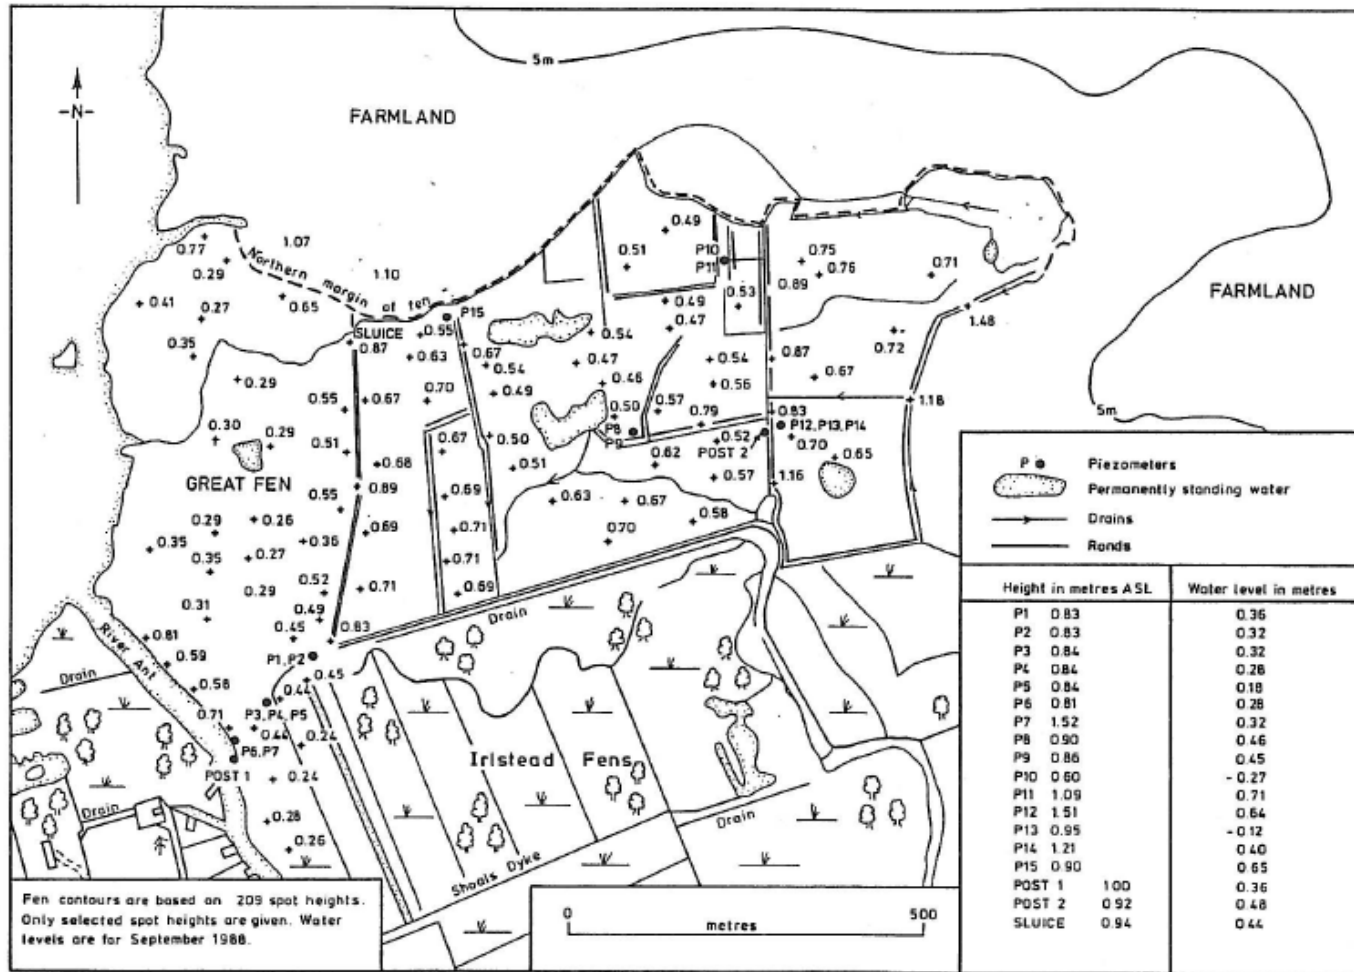 5m
-N-
FARMLAND
0.77
1.07
0.29
Northern margin of fen
1.10
0.41
0.27
0.65
0.35
SLUICE
0.87
0.55
P15
0.63
0.67
0.54
0.49
0.51
P10
P11
0.49
0.47
0.53
0.75
0.76
0.89
0.71
1.48
FARMLAND
0.29
0.55
0.67
0.70
0.49
0.54
0.47
0.46
0.54
0.56
0.87
0.67
0.72
1.18
5m
0.30
0.29
0.51
0.68
0.67
0.50
0.51
0.50
P8
P9
0.57
0.79
0.52
POST 2
0.83
P12, P13, P14
0.70
0.65
GREAT FEN
0.55
0.89
0.69
0.63
0.62
0.67
0.57
0.58
1.16
0.29
0.26
0.36
0.69
0.71
0.70
0.35
0.35
0.27
0.29
0.52
0.71
0.71
0.69
0.31
0.49
0.45
0.83
Drain
0.81
River Ant
0.59
P1, P2
0.45
Drain
0.58
0.44
P3, P4, P5
0.71
0.44
0.24
P6, P7
POST 1
0.24
Irlstead Fens
Drain
0.28
0.26
Drain
Shoals Dyke
P
Piezometers
Permanently standing water
Drains
Ronds
Height in metres ASL Water level in metres
P1 0.83 0.36
P2 0.83 0.32
P3 0.84 0.32
P4 0.84 0.28
P5 0.84 0.18
P6 0.81 0.28
P7 1.52 0.32
P8 0.90 0.46
P9 0.86 0.45
P10 0.60 -0.27
P11 1.09 0.71
P12 1.51 0.64
P13 0.95 -0.12
P14 1.21 0.40
P15 0.90 0.65
POST 1 1.00 0.36
POST 2 0.92 0.48
SLUICE 0.94 0.44
Fen contours are based on 209 spot heights.
Only selected spot heights are given. Water
levels are for September 1988.
0 500
metres